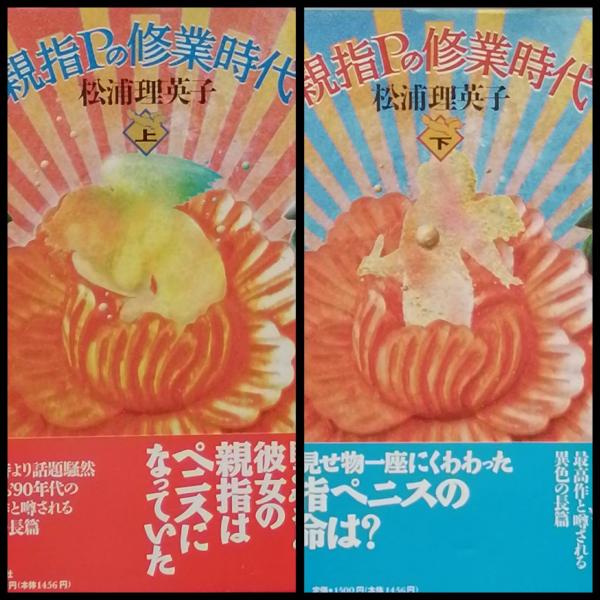 親指Pの修業時代
松浦理英子
上
彼女の
親指は
ペニスに
なっていた
より話題騒然
'90年代の
作と噂される
長篇
円(本体1456円)
親指Pの修業時代
松浦理英子
下
見せ物一座にくわわった
指ペニスの
命は?
最高作と噂される
異色の長篇
定価・1500円(本体1456円)